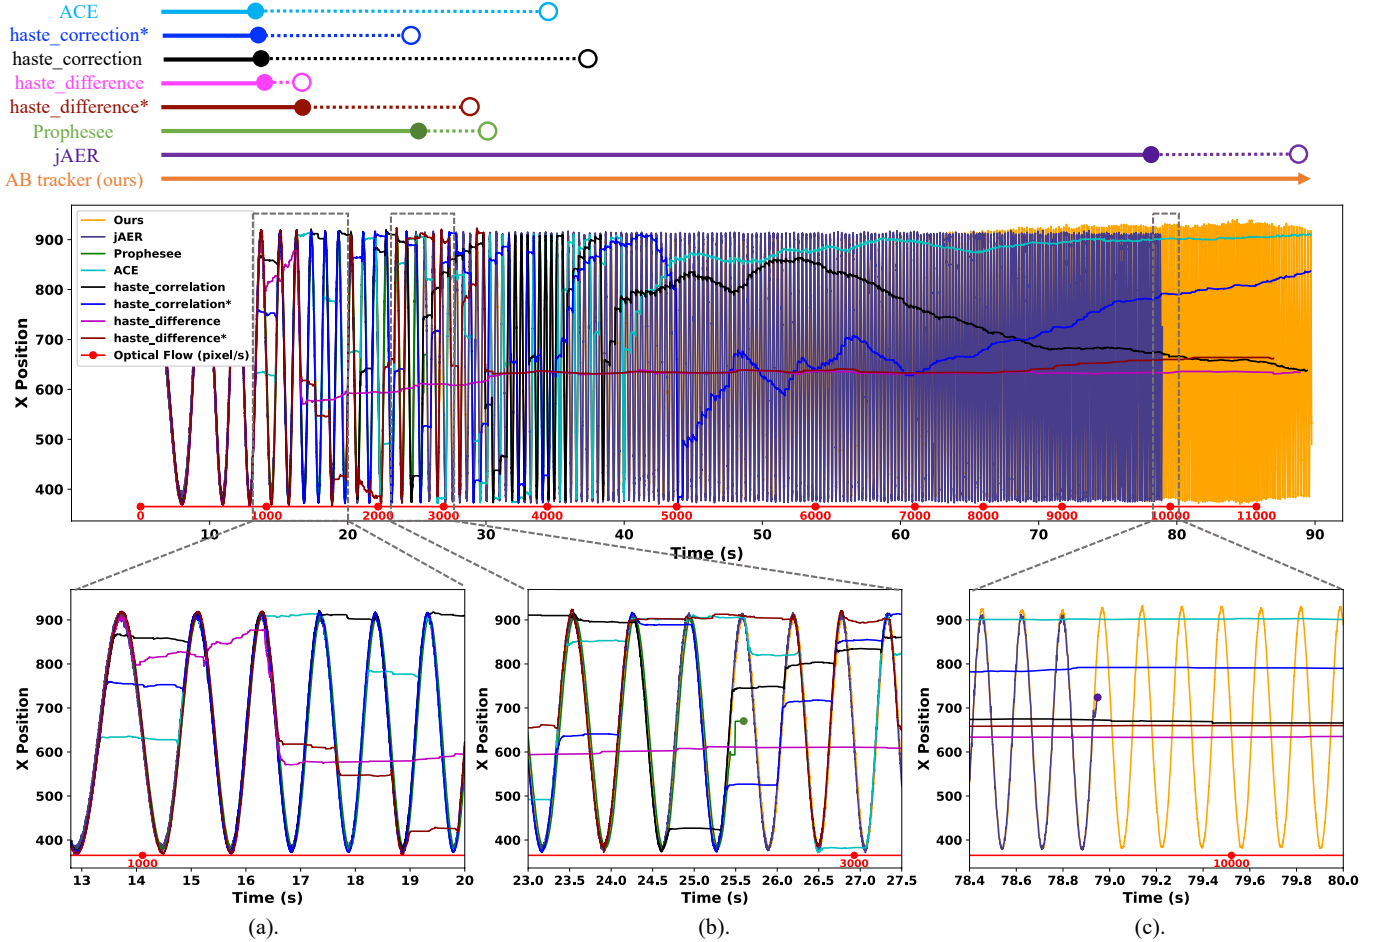 ACE
haste_correction*
haste_correction
haste_difference
haste_difference*
Prophesee
jAER
AB tracker (ours)
X Position
900
800
700
600
500
400
Ours
jAER
Prophesee
ACE
haste_correlation
haste_correlation*
haste_difference
haste_difference*
Optical Flow (pixel/s)
0 1000 2000 3000 4000 5000 6000 7000 8000 9000 10000 11000
10 20 30 40 50 60 70 80 90
Time (s)
X Position
900
800
700
600
500
400
1000
13 14 15 16 17 18 19 20
Time (s)
(a).
X Position
900
800
700
600
500
400
3000
23.0 23.5 24.0 24.5 25.0 25.5 26.0 26.5 27.0 27.5
Time (s)
(b).
X Position
900
800
700
600
500
400
10000
78.4 78.6 78.8 79.0 79.2 79.4 79.6 79.8 80.0
Time (s)
(c).